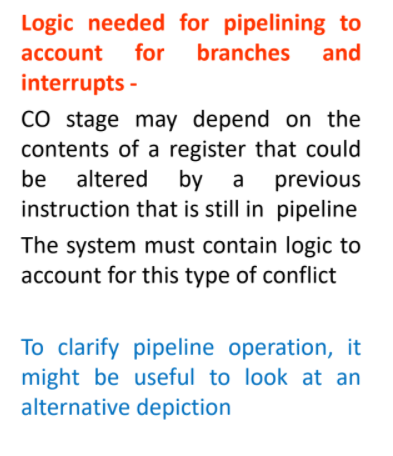 Logic needed for pipelining to
account for branches and
interrupts -
CO stage may depend on the
contents of a register that could
be altered by a previous
instruction that is still in pipeline
The system must contain logic to
account for this type of conflict
To clarify pipeline operation, it
might be useful to look at an
alternative depiction